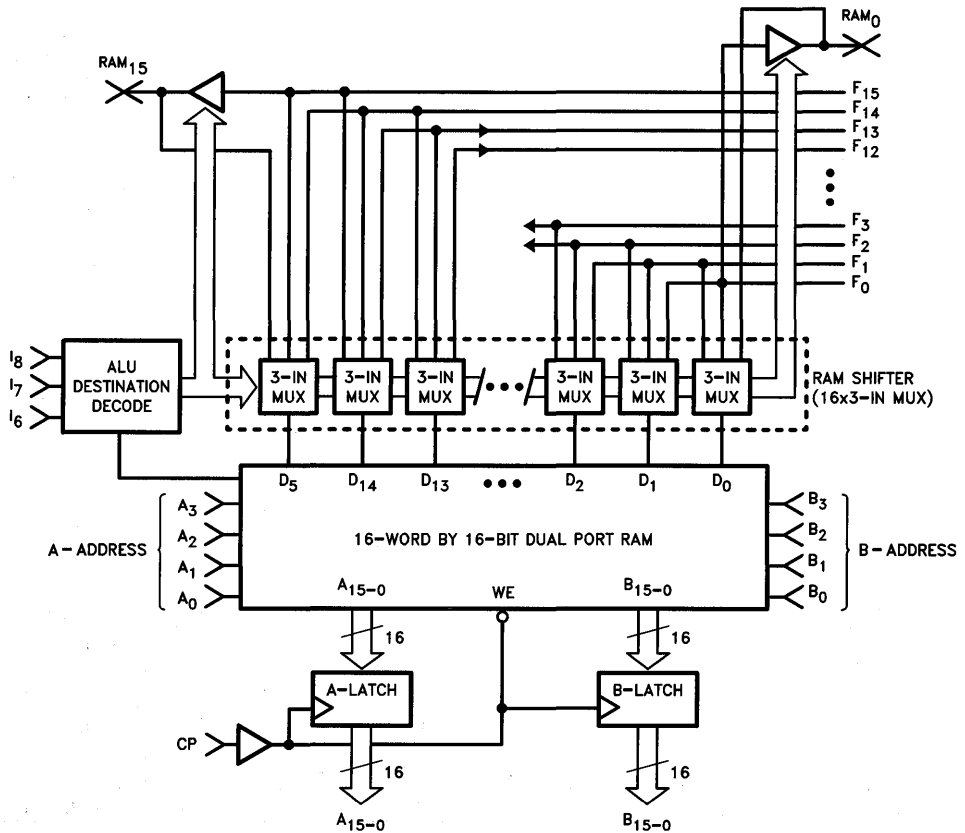 RAM0
RAM15
F15
F14
F13
F12
F3
F2
F1
F0
I8
I7
I6
ALU
DESTINATION
DECODE
3-IN
MUX
3-IN
MUX
3-IN
MUX
3-IN
MUX
3-IN
MUX
3-IN
MUX
RAM SHIFTER
(16x3-IN MUX)
D5
D14
D13
D2
D1
D0
A-ADDRESS
A3
A2
A1
A0
16-WORD BY 16-BIT DUAL PORT RAM
B3
B2
B1
B0
B-ADDRESS
A15-0
WE
B15-0
16
16
A-LATCH
B-LATCH
CP
16
16
A15-0
B15-0